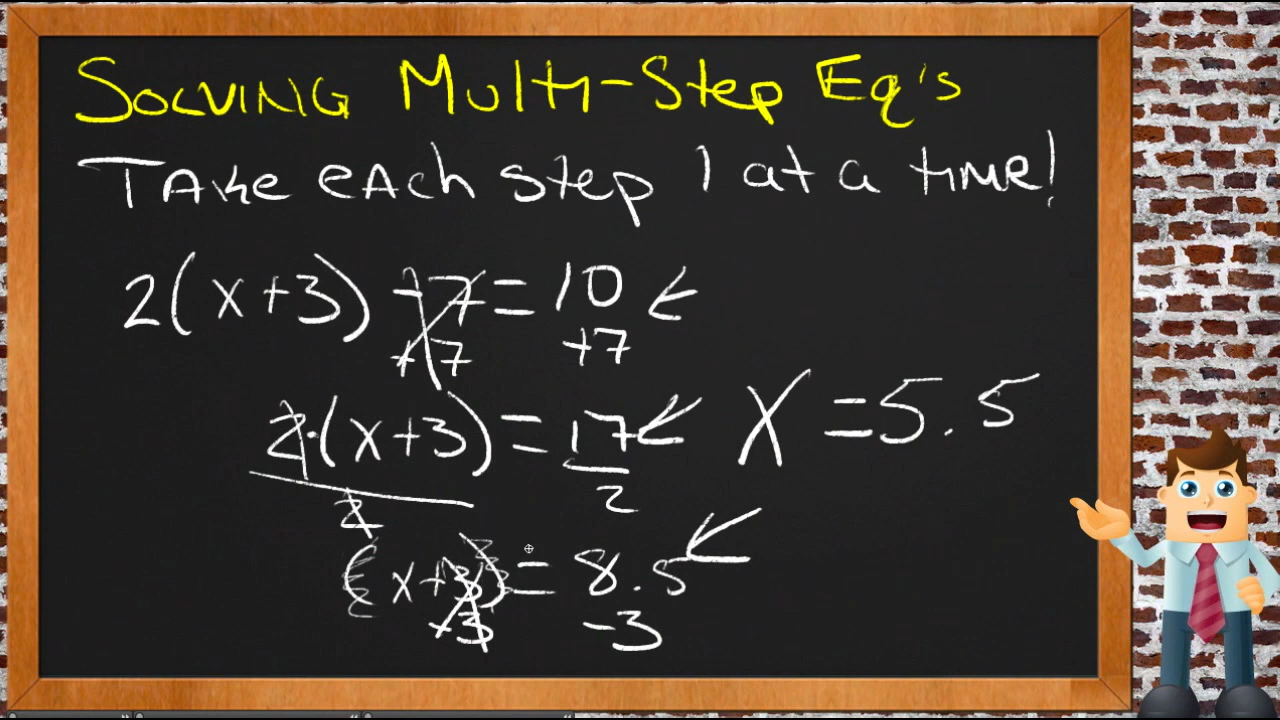 Solving Multi-Step Eq's
Take each step 1 at a time!
2(x+3) -7 = 10
+7 +7
2·(x+3) = 17
2 2
x = 5.5
(x+3) = 8.5
-3 -3